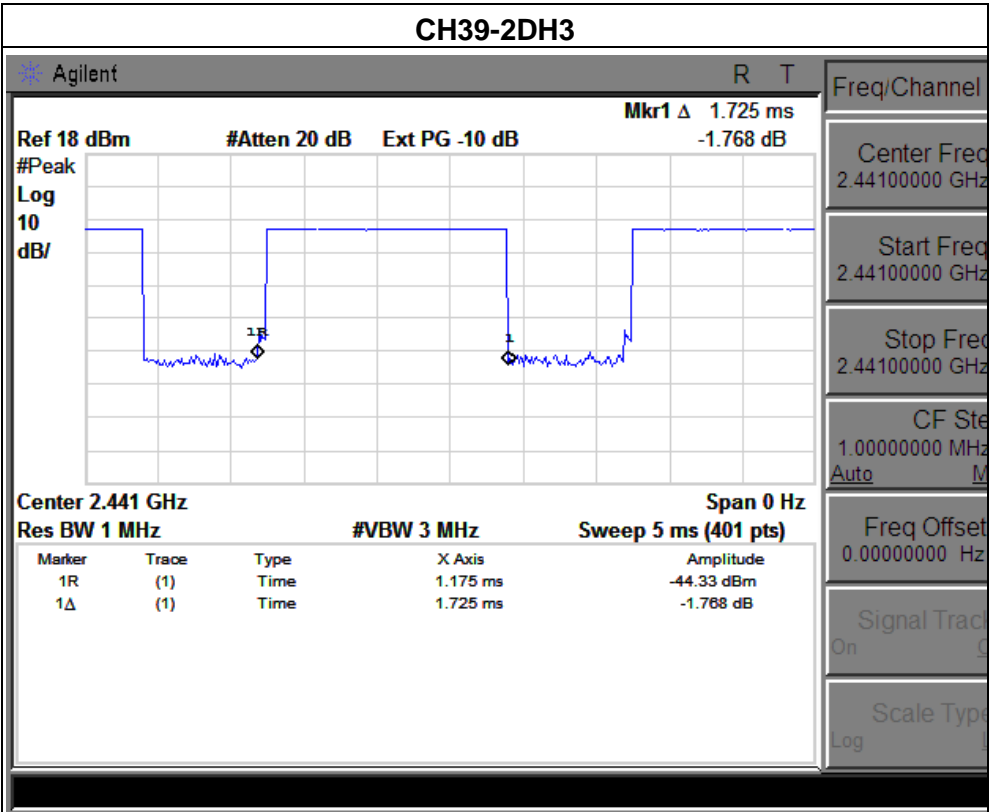 CH39-2DH3
Agilent R T
Mkr1 Δ 1.725 ms
Ref 18 dBm #Atten 20 dB Ext PG -10 dB -1.768 dB
#Peak
Log
10
dB/
1R
1
Center 2.441 GHz Span 0 Hz
Res BW 1 MHz #VBW 3 MHz Sweep 5 ms (401 pts)
Marker Trace Type X Axis Amplitude
1R (1) Time 1.175 ms -44.33 dBm
1Δ (1) Time 1.725 ms -1.768 dB
Freq/Channel
Center Freq
2.44100000 GHz
Start Freq
2.44100000 GHz
Stop Freq
2.44100000 GHz
CF Ste
1.00000000 MHz
Auto M
Freq Offset
0.00000000 Hz
Signal Track
On
Scale Type
Log